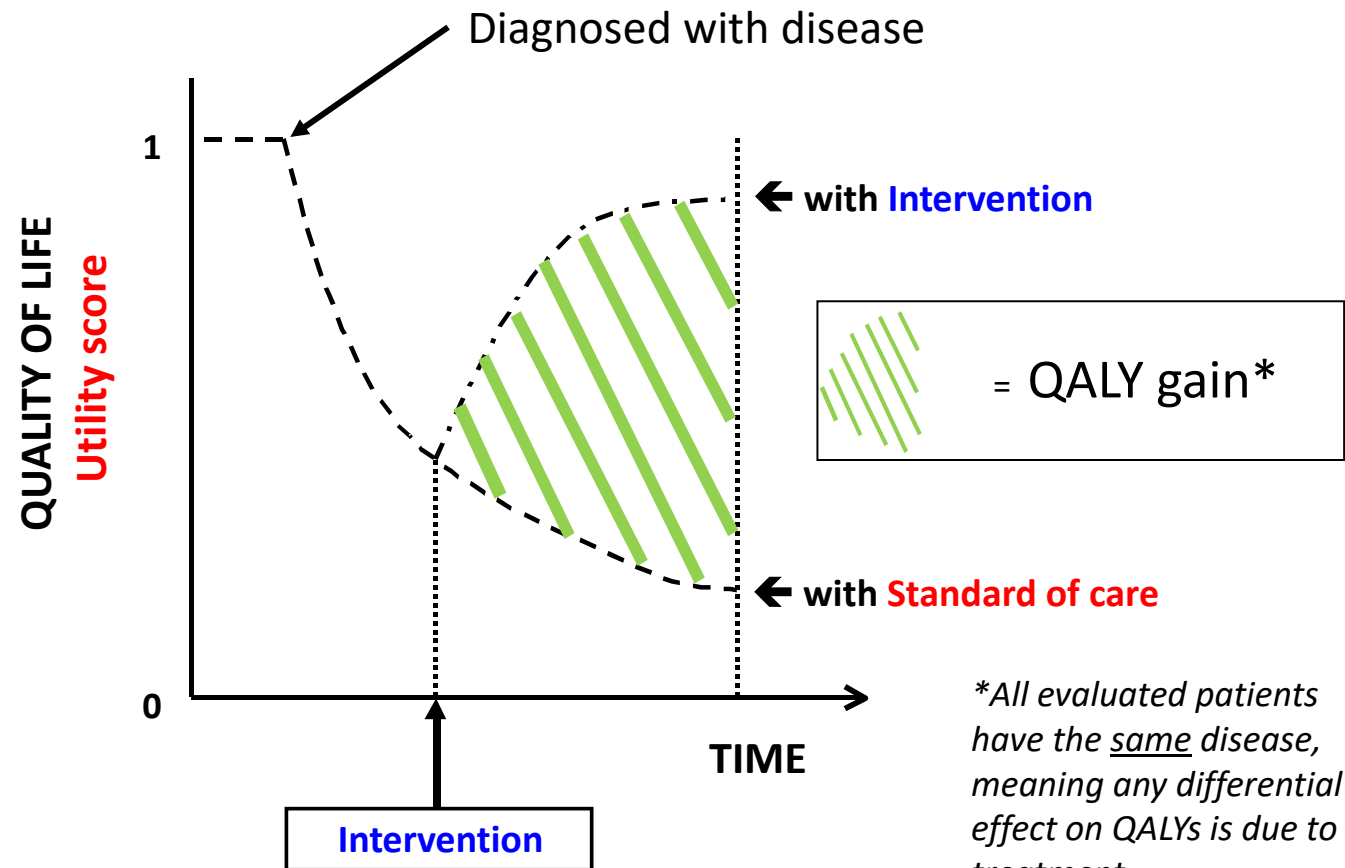 Diagnosed with disease
1
QUALITY OF LIFE
Utility score
🡸 with Intervention
= QALY gain*
🡸 with Standard of care
0
TIME
Intervention
*All evaluated patients
have the same disease,
meaning any differential
effect on QALYs is due to
treatment